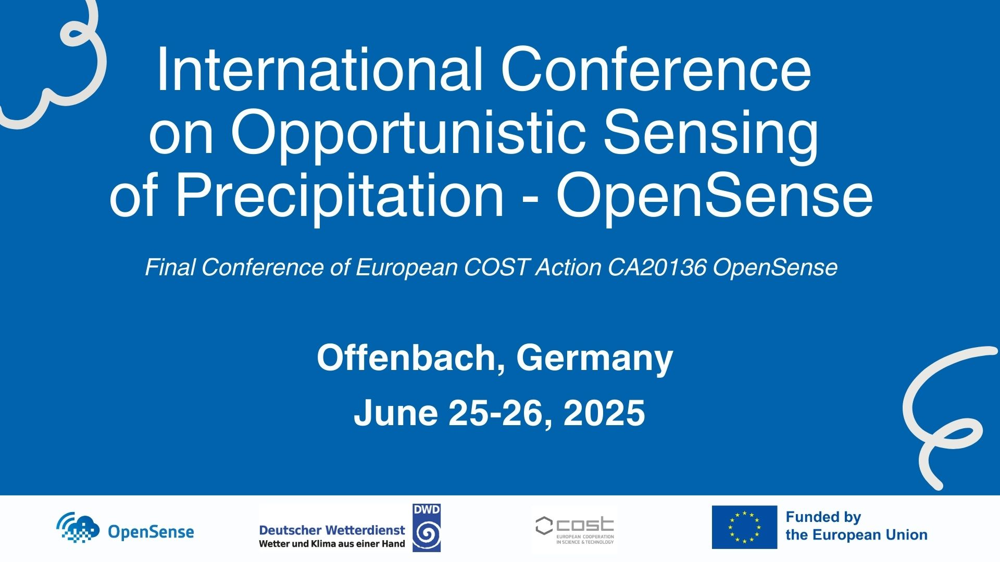 International Conference
on Opportunistic Sensing
of Precipitation - OpenSense
Final Conference of European COST Action CA20136 OpenSense
Offenbach, Germany
June 25-26, 2025
OpenSense
Deutscher Wetterdienst
Wetter und Klima aus einer Hand
DWD
cost
EUROPEAN COOPERATION
IN SCIENCE & TECHNOLOGY
Funded by
the European Union